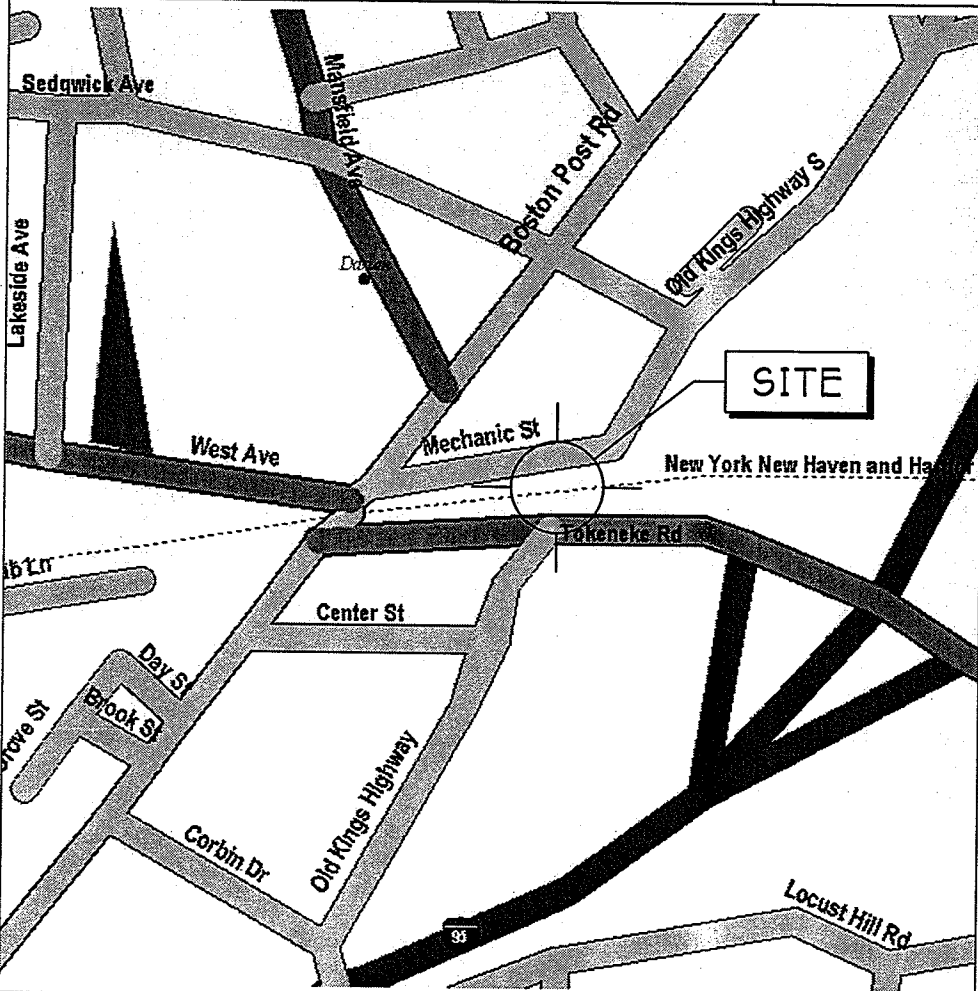 Sedgwick Ave
Mansfield Ave
Boston Post Rd
Old Kings Highway S
Lakeside Ave
SITE
Mechanic St
West Ave
New York New Haven and
Tokeneke Rd
Ln
Center St
Day St
Brook St
Grove St
Old Kings Highway
Corbin Dr
Locust Hill Rd